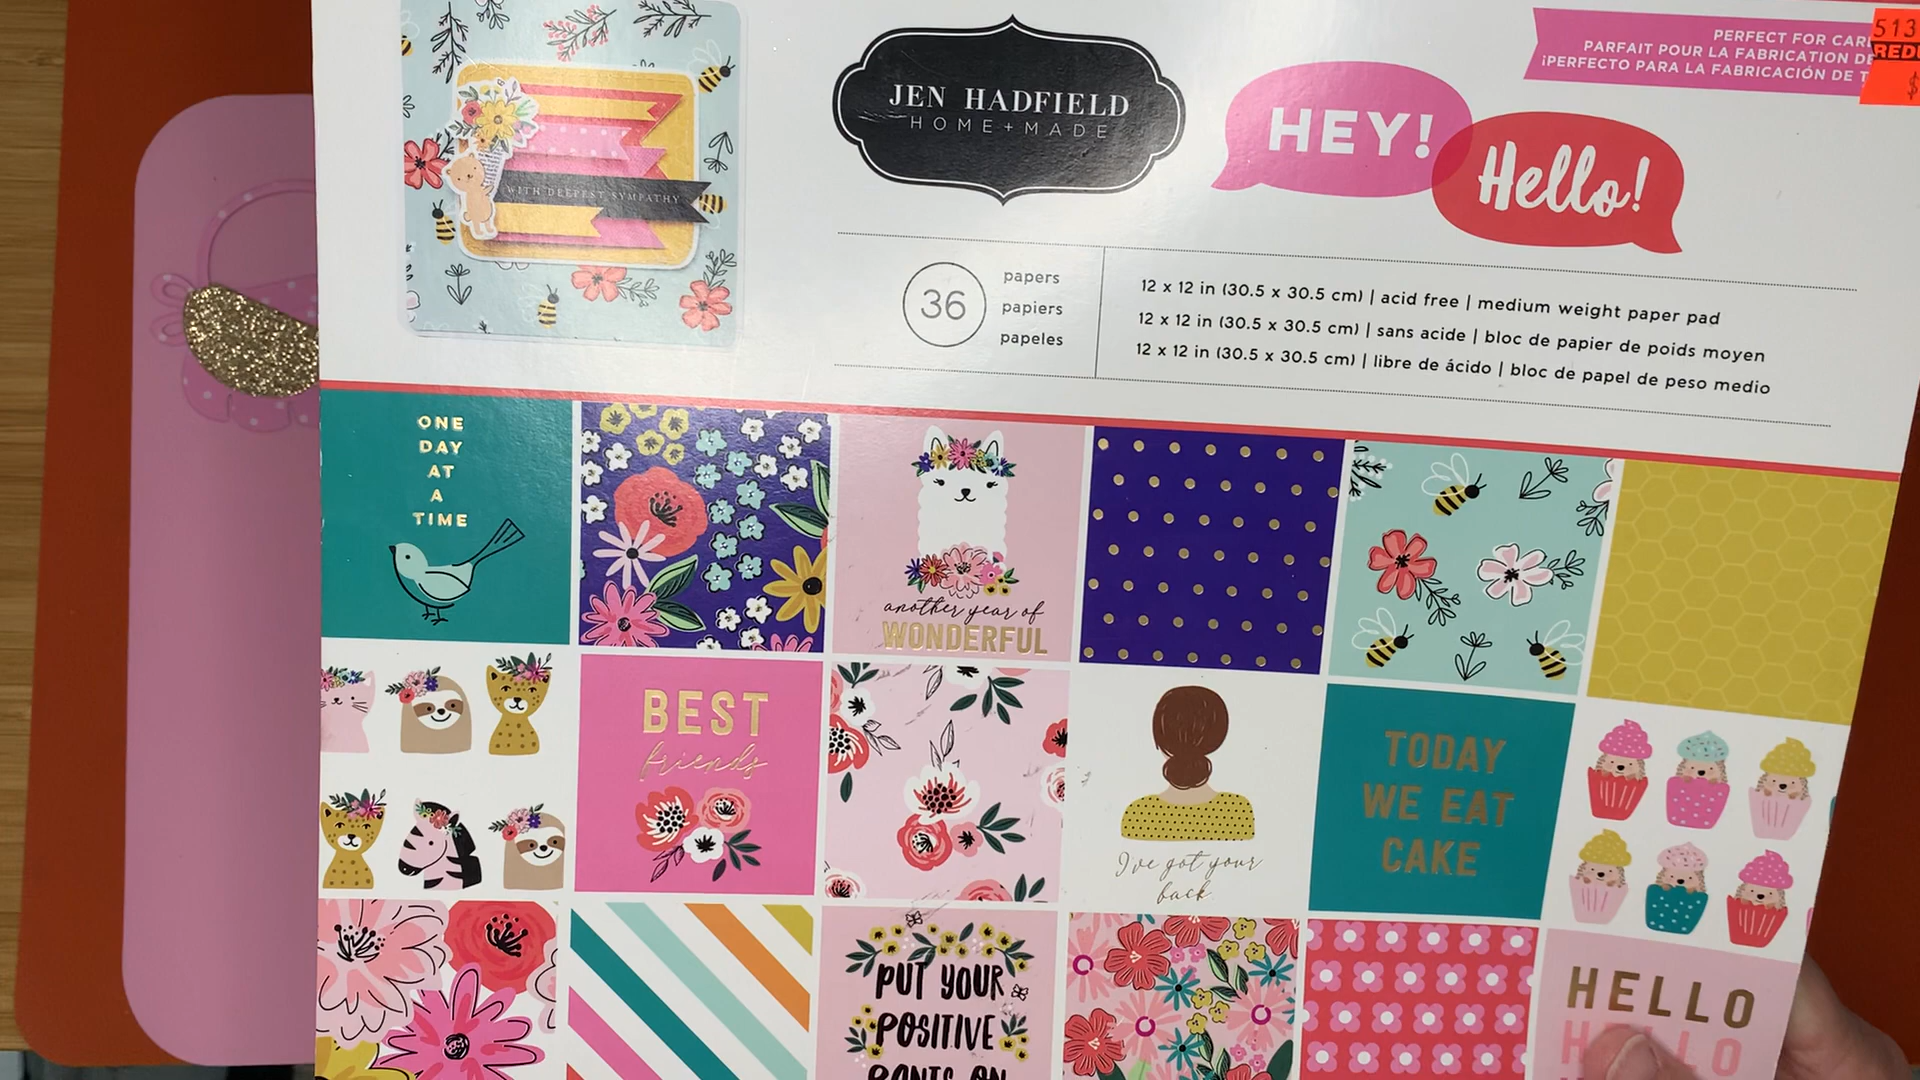 WITH DEEPEST SYMPATHY
JEN HADFIELD
HOME+MADE
HEY!
Hello!
PERFECT FOR
PARFAIT POUR LA FABRICATION
¡PERFECTO PARA LA FABRICACIÓN DE
513
$
36
papers
papiers
papeles
12 x 12 in (30.5 x 30.5 cm) | acid free | medium weight paper pad
12 x 12 in (30.5 x 30.5 cm) | sans acide | bloc de papier de poids moyen
12 x 12 in (30.5 x 30.5 cm) | libre de ácido | bloc de papel de peso medio
ONE
DAY
AT
A
TIME
another year of
WONDERFUL
BEST
friends
I've got your
back
TODAY
WE EAT
CAKE
PUT YOUR
POSITIVE
PANTS ON
HELLO
HELLO